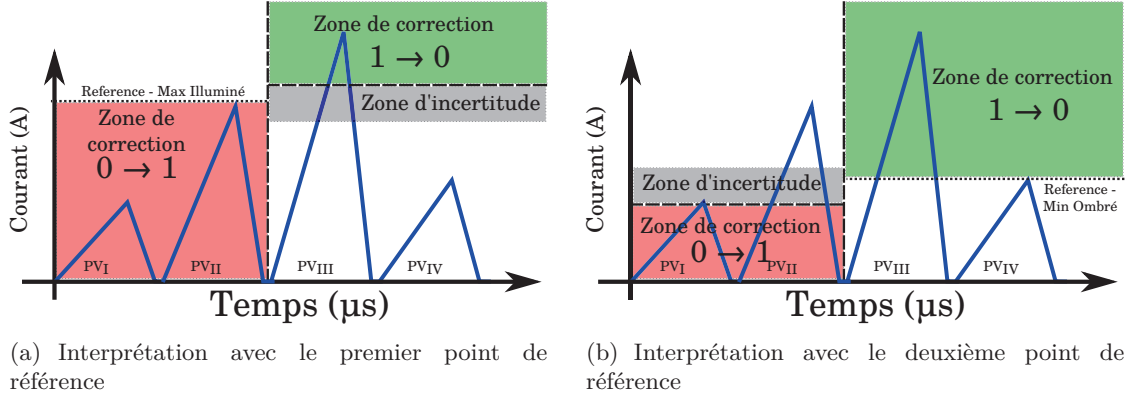 Zone de correction
1 → 0
Reference - Max Illuminé
Zone d'incertitude
Zone de
correction
0 → 1
Courant (A)
PVI
PVII
PVIII
PVIV
Temps (µs)
(a) Interprétation avec le premier point de
référence
Zone de correction
1 → 0
Zone d'incertitude
Reference -
Min Ombré
Zone de correction
0 → 1
Courant (A)
PVI
PVII
PVIII
PVIV
Temps (µs)
(b) Interprétation avec le deuxième point de
référence